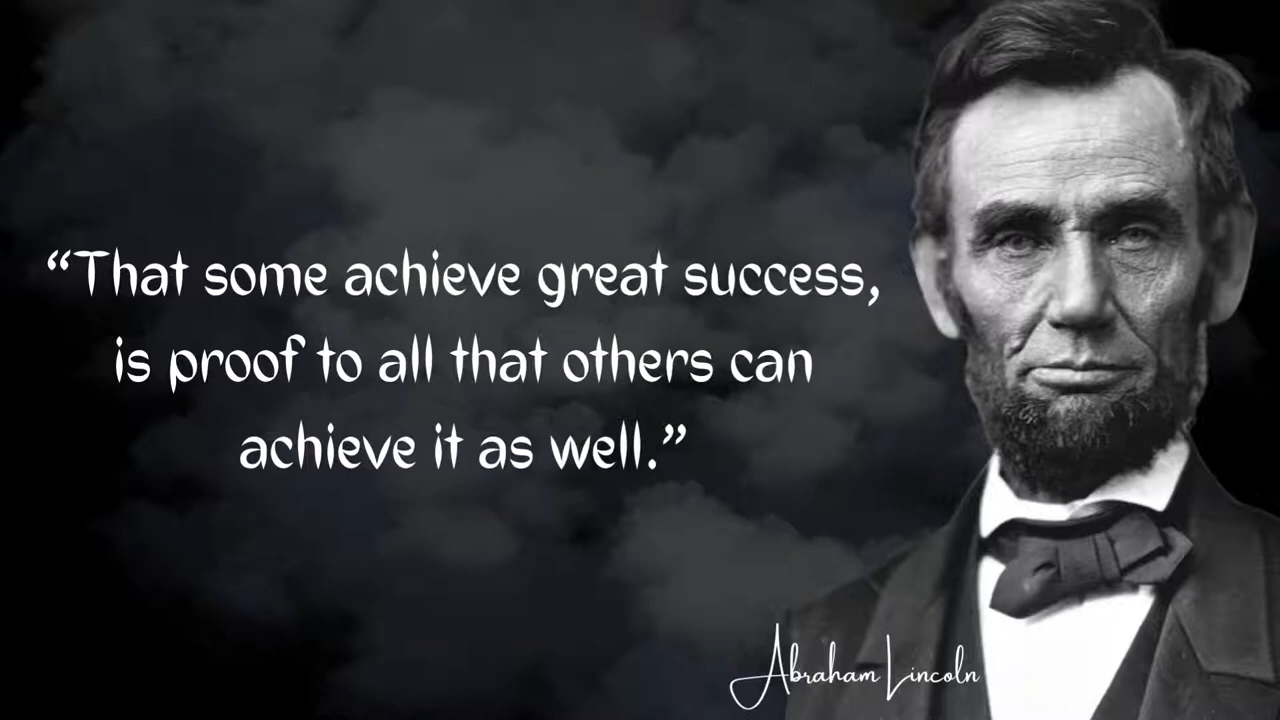 “That some achieve great success,
is proof to all that others can
achieve it as well.”
Abraham Lincoln